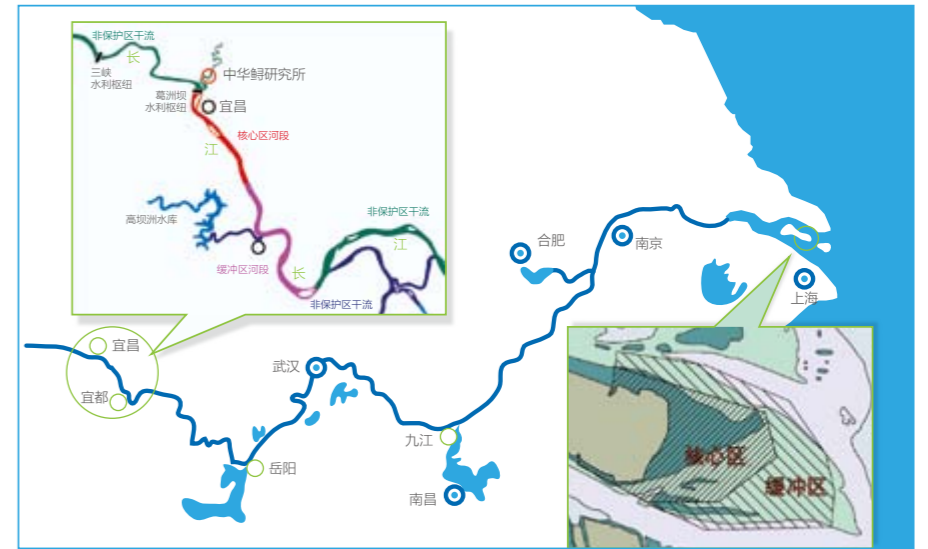 非保护区干流
长
三峡
水利枢纽
中华鲟研究所
葛洲坝
水利枢纽
宜昌
核心区河段
江
高坝洲水库
非保护区干流
江
缓冲区河段
长
非保护区干流
合肥
南京
上海
宜昌
宜都
武汉
九江
岳阳
南昌
核心区
缓冲区